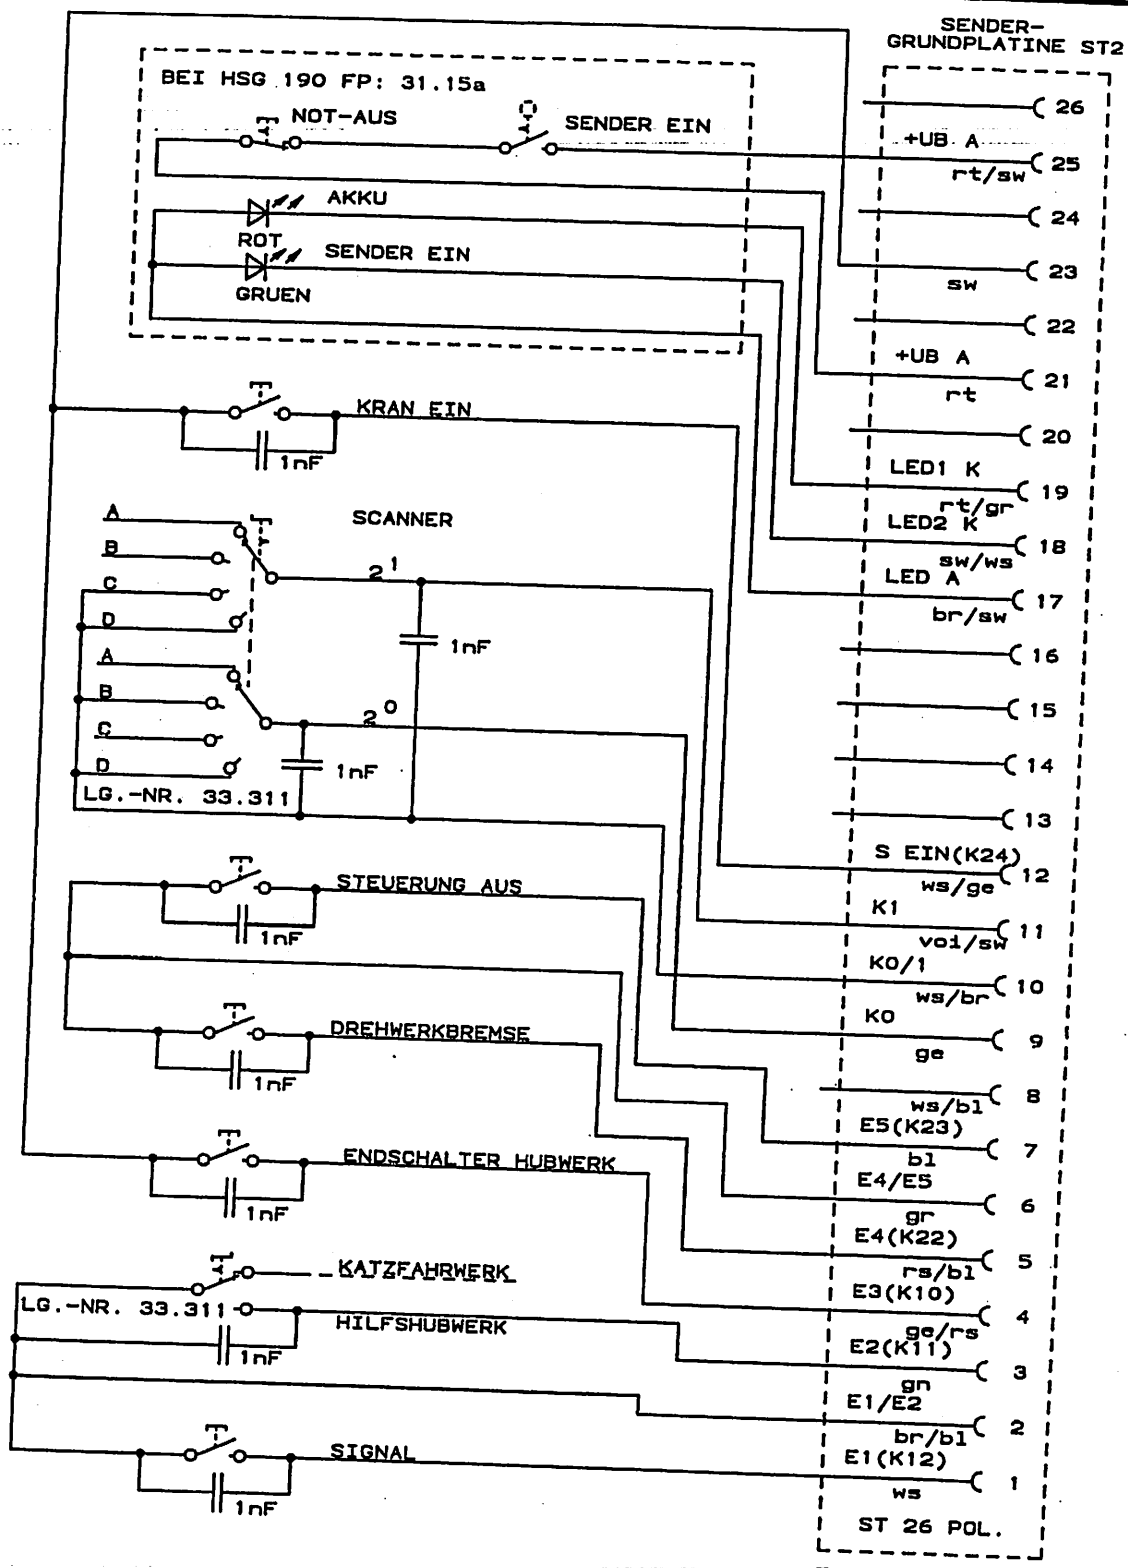 SENDER-
GRUNDPLATINE ST2
BEI HSG 190 FP: 31.15a
NOT-AUS
SENDER EIN
26
+UB A
25
rt/sw
AKKU
24
ROT
SENDER EIN
23
sw
GRUEN
22
+UB A
21
rt
KRAN EIN
20
1nF
LED1 K
19
rt/gr
A
SCANNER
LED2 K
18
sw/ws
B
2 1
LED A
17
br/sw
C
D
1nF
16
A
B
2 0
15
C
D
1nF
14
LG.-NR. 33.311
13
S EIN(K24)
12
ws/ge
STEUERUNG AUS
K1
11
voi/sw
1nF
K0/1
10
ws/br
K0
9
ge
DREHWERKBREMSE
1nF
8
ws/bl
E5(K23)
7
bl
ENDSCHALTER HUBWERK
E4/E5
6
gr
1nF
E4(K22)
5
rs/bl
KATZFAHRWERK
E3(K10)
4
ge/rs
LG.-NR. 33.311
HILFSHUBWERK
E2(K11)
3
gn
1nF
E1/E2
2
br/bl
SIGNAL
E1(K12)
1
ws
1nF
ST 26 POL.